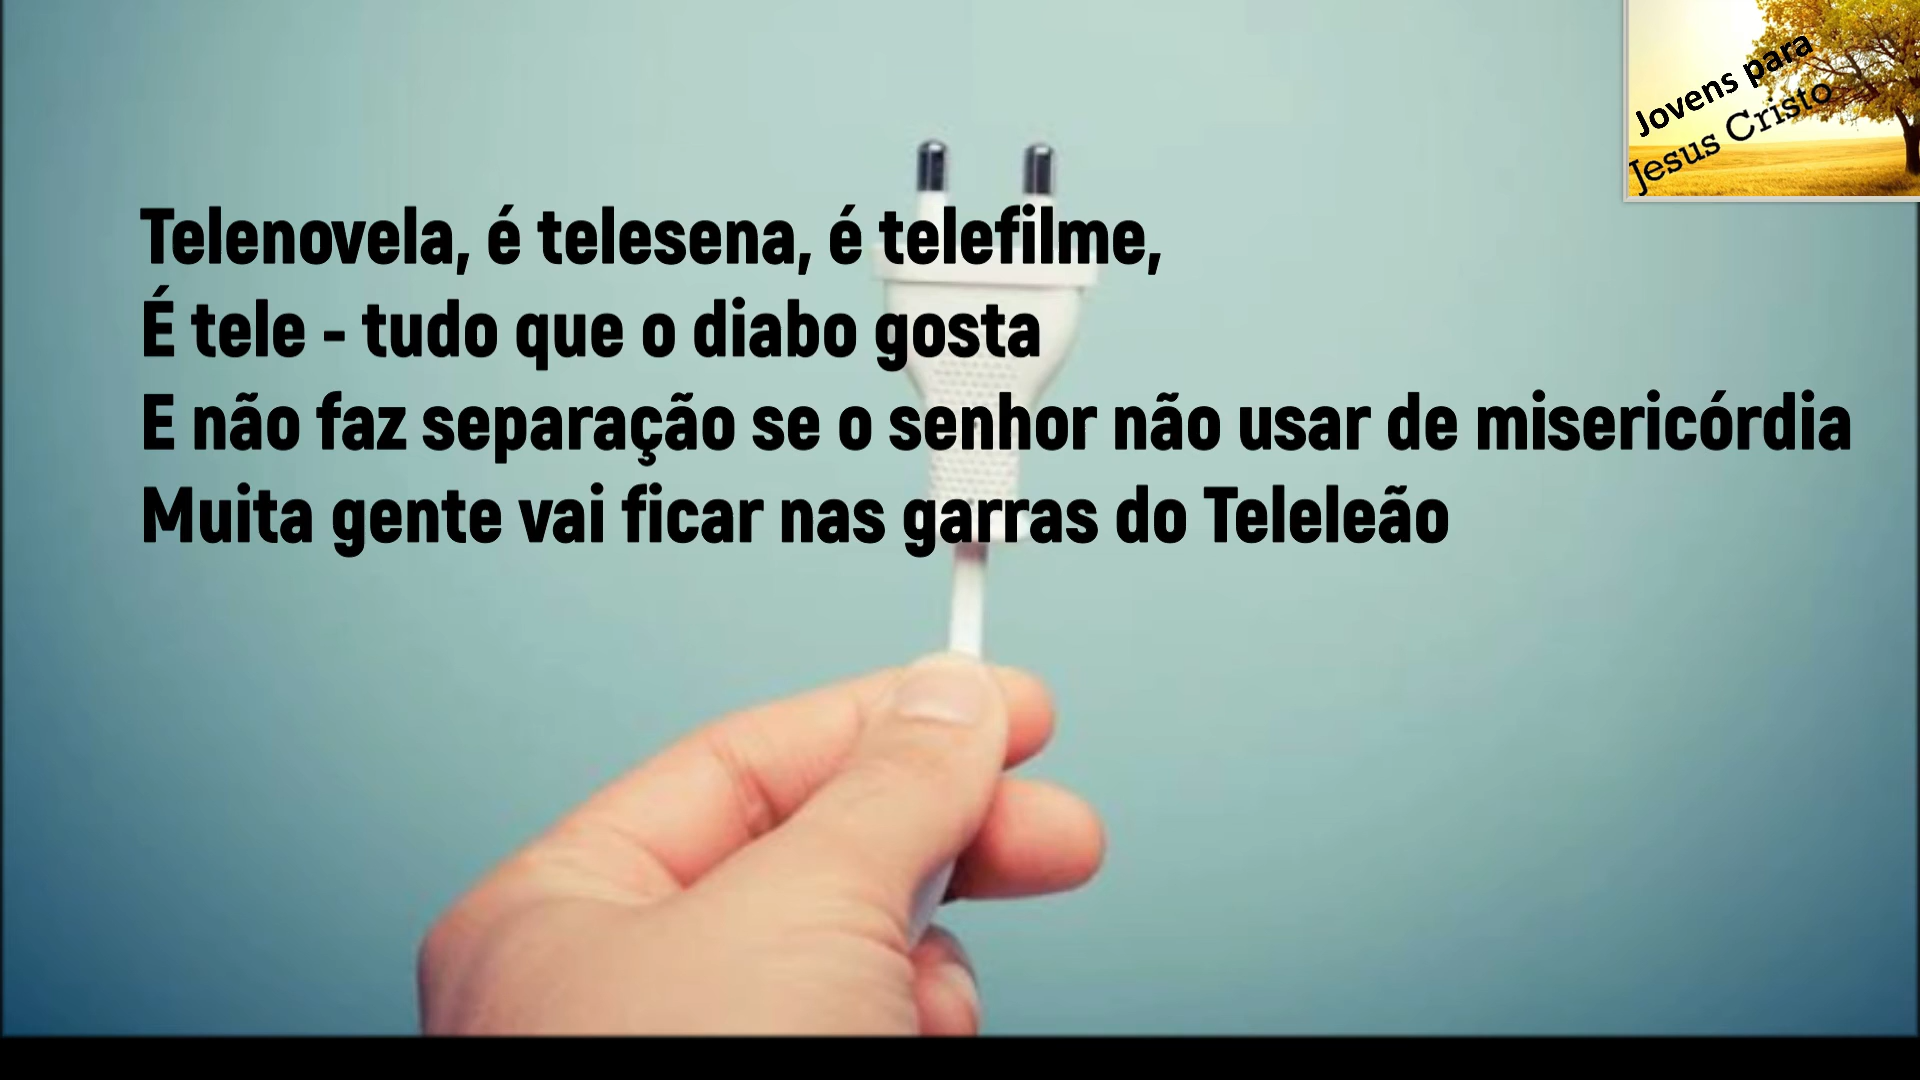 Jovens para
Jesus Cristo
Telenovela, é telesena, é telefilme,
É tele - tudo que o diabo gosta
E não faz separação se o senhor não usar de misericórdia
Muita gente vai ficar nas garras do Teleleão